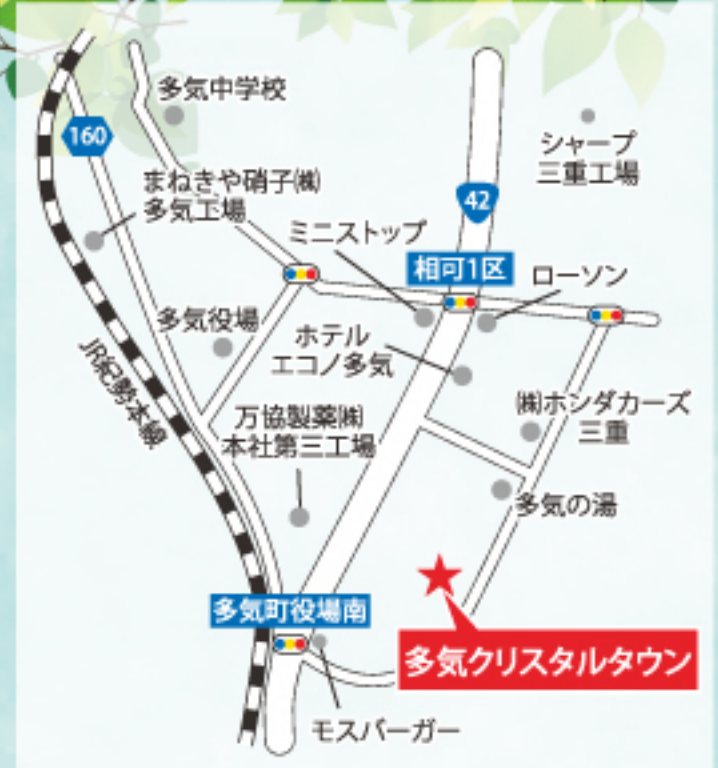 多気中学校
160
シャープ
三重工場
まねきや硝子㈱
多気工場
42
ミニストップ
相可1区
ローソン
多気役場
ホテル
エコノ多気
JR紀勢本線
万協製薬㈱
本社第三工場
㈱ホンダカーズ
三重
多気の湯
多気町役場南
多気クリスタルタウン
モスバーガー